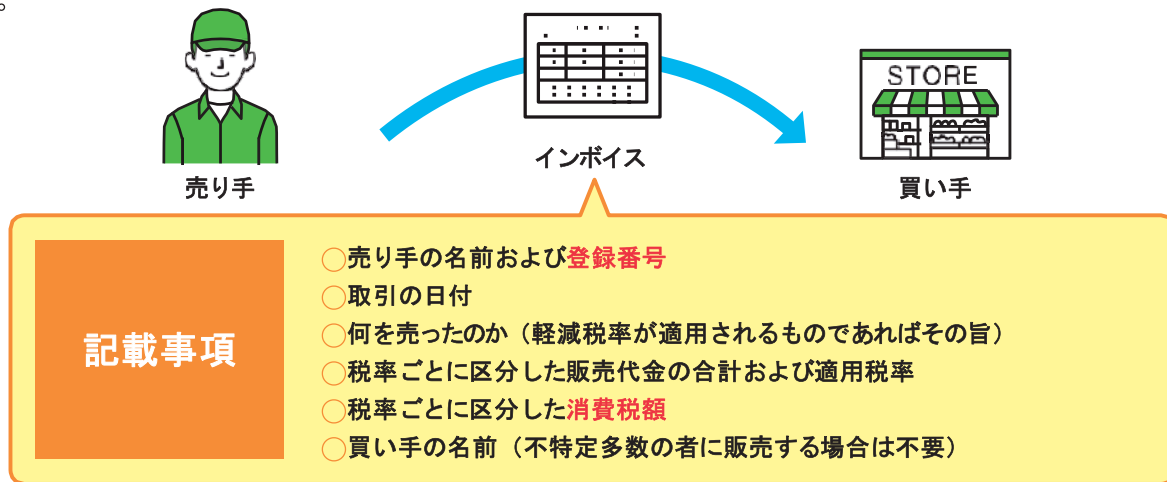 。
STORE
インボイス
売り手
買い手
記載事項
○売り手の名前および登録番号
○取引の日付
○何を売ったのか（軽減税率が適用されるものであればその旨）
○税率ごとに区分した販売代金の合計および適用税率
○税率ごとに区分した消費税額
○買い手の名前（不特定多数の者に販売する場合は不要）